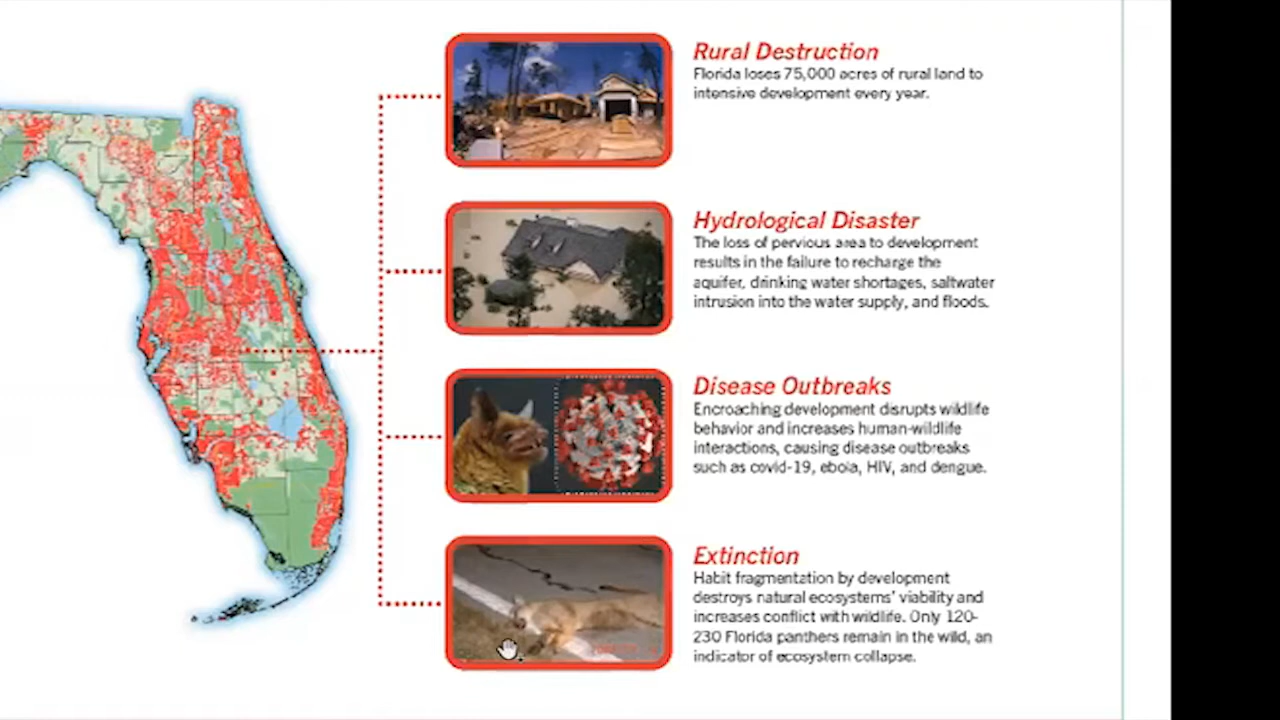 Rural Destruction
Florida loses 75,000 acres of rural land to
intensive development every year.
Hydrological Disaster
The loss of pervious area to development
results in the failure to recharge the
aquifer, drinking water shortages, saltwater
intrusion into the water supply, and floods.
Disease Outbreaks
Encroaching development disrupts wildlife
behavior and increases human-wildlife
interactions, causing disease outbreaks
such as covid-19, ebola, HIV, and dengue.
Extinction
Habit fragmentation by development
destroys natural ecosystems' viability and
increases conflict with wildlife. Only 120-
230 Florida panthers remain in the wild, an
indicator of ecosystem collapse.